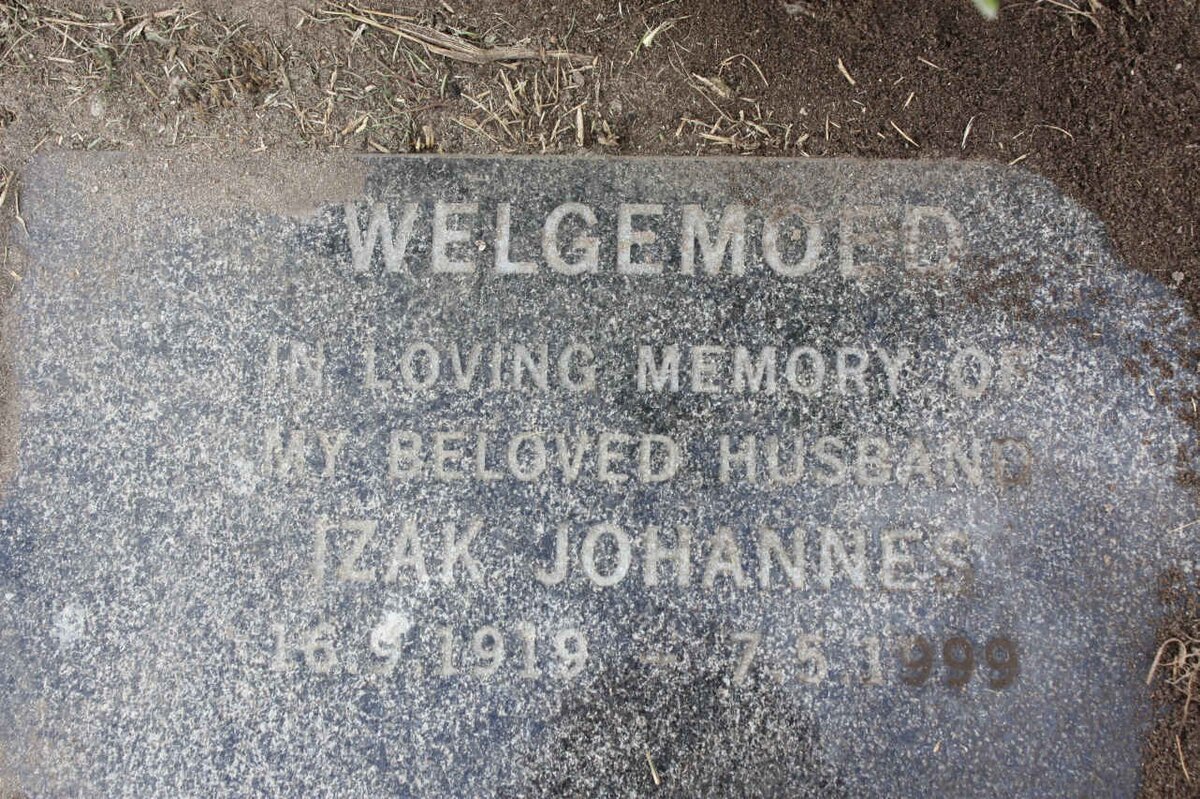 WELGEMOED
IN LOVING MEMORY OF
MY BELOVED HUSBAND
IZAK JOHANNES
16.9.1919 – 7.5.1999